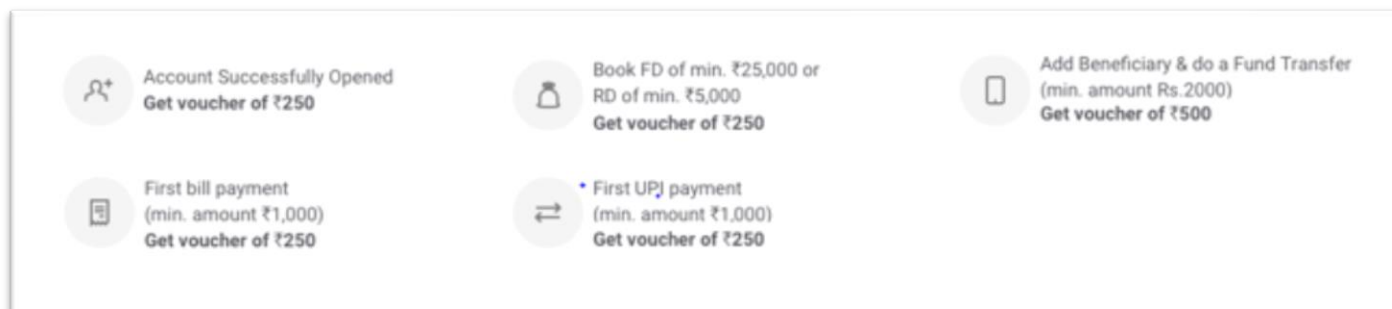 Account Successfully Opened
Get voucher of ₹250
Book FD of min. ₹25,000 or
RD of min. ₹5,000
Get voucher of ₹250
Add Beneficiary & do a Fund Transfer
(min. amount Rs.2000)
Get voucher of ₹500
First bill payment
(min. amount ₹1,000)
Get voucher of ₹250
First UPI payment
(min. amount ₹1,000)
Get voucher of ₹250